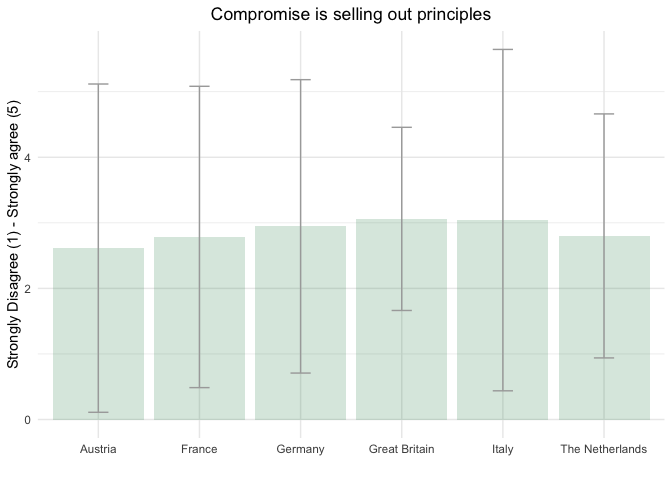 Compromise is selling out principles
Strongly Disagree (1) - Strongly agree (5)
4
2
0
Austria
France
Germany
Great Britain
Italy
The Netherlands